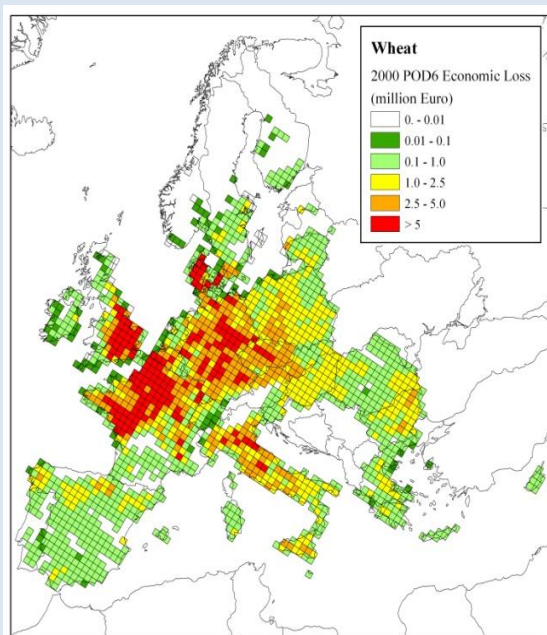 Wheat
2000 POD6 Economic Loss
(million Euro)
0. - 0.01
0.01 - 0.1
0.1 - 1.0
1.0 - 2.5
2.5 - 5.0
> 5